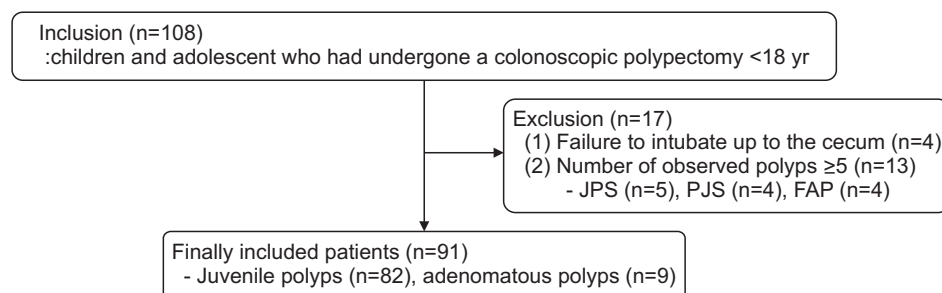 Inclusion (n=108)
:children and adolescent who had undergone a colonoscopic polypectomy <18 yr
Exclusion (n=17)
(1) Failure to intubate up to the cecum (n=4)
(2) Number of observed polyps ≥5 (n=13)
- JPS (n=5), PJS (n=4), FAP (n=4)
Finally included patients (n=91)
- Juvenile polyps (n=82), adenomatous polyps (n=9)